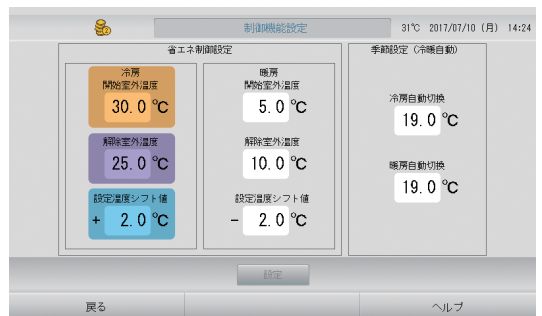 制御機能設定
31℃ 2017/07/10 (月) 14:24
省エネ制御設定
季節設定 (冷暖自動)
冷房
開始室外温度
30.0 ℃
解除室外温度
25.0 ℃
設定温度シフト値
+ 2.0 ℃
暖房
開始室外温度
5.0 ℃
解除室外温度
10.0 ℃
設定温度シフト値
− 2.0 ℃
冷房自動切換
19.0 ℃
暖房自動切換
19.0 ℃
設定
戻る
ヘルプ